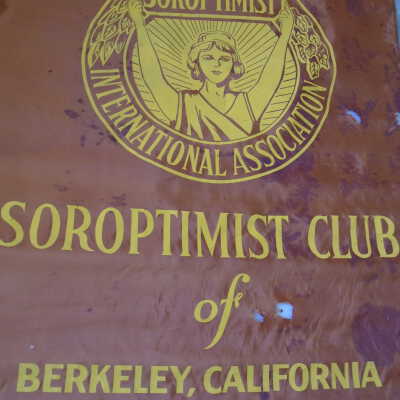 SOROPTIMIST
INTERNATIONAL ASSOCIATION
SOROPTIMIST CLUB
of
BERKELEY, CALIFORNIA